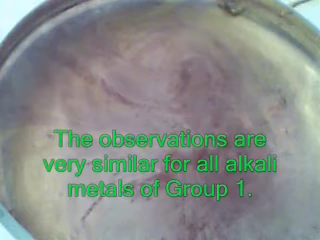 The observations are
very similar for all alkali
metals of Group 1.